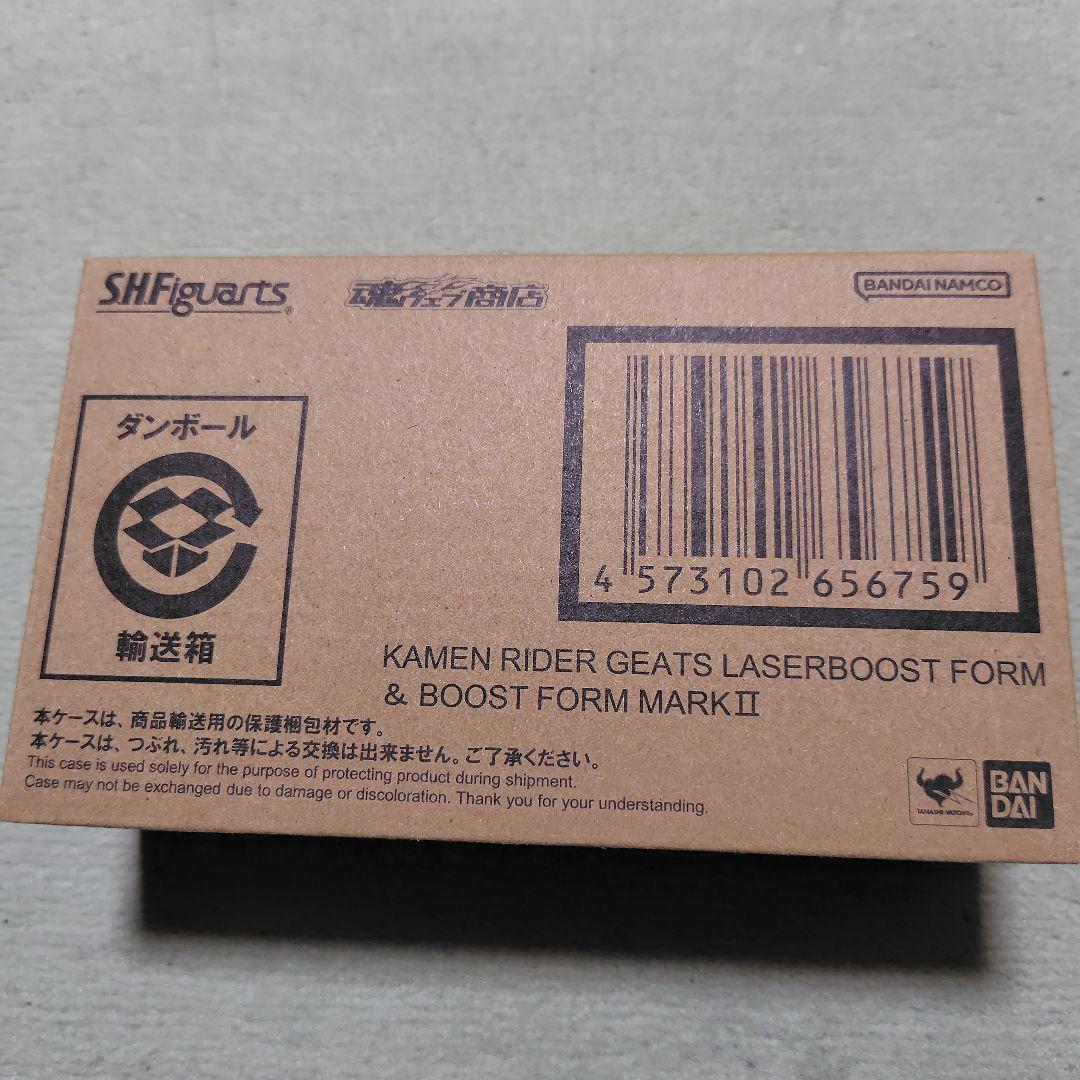 S.H.Figuarts®
魂ウェブ商店
BANDAI NAMCO
ダンボール
輸送箱
4 573102 656759
KAMEN RIDER GEATS LASERBOOST FORM
& BOOST FORM MARKⅡ
本ケースは、商品輸送用の保護梱包材です。
本ケースは、つぶれ、汚れ等による交換は出来ません。ご了承ください。
This case is used solely for the purpose of protecting product during shipment.
Case may not be exchanged due to damage or discoloration. Thank you for your understanding.
TAMASHII NATIONS®
BAN
DAI